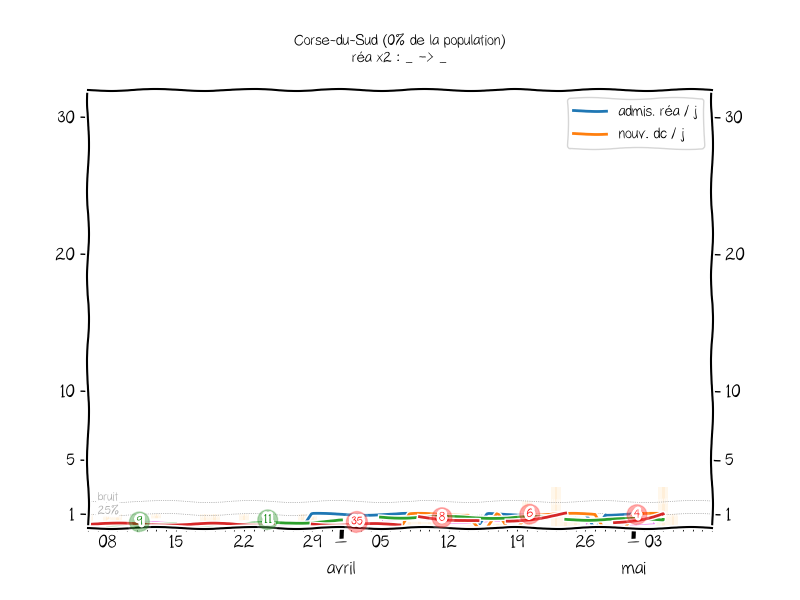 Corse-du-Sud (0% de la population)
réa x2 : _ -> _
admis. réa / j
nouv. dc / j
30 30
20 20
10 10
5 5
bruit
25%
1 1
9 11 35 8 6 4
08 15 22 29 05 12 19 26 03
avril mai